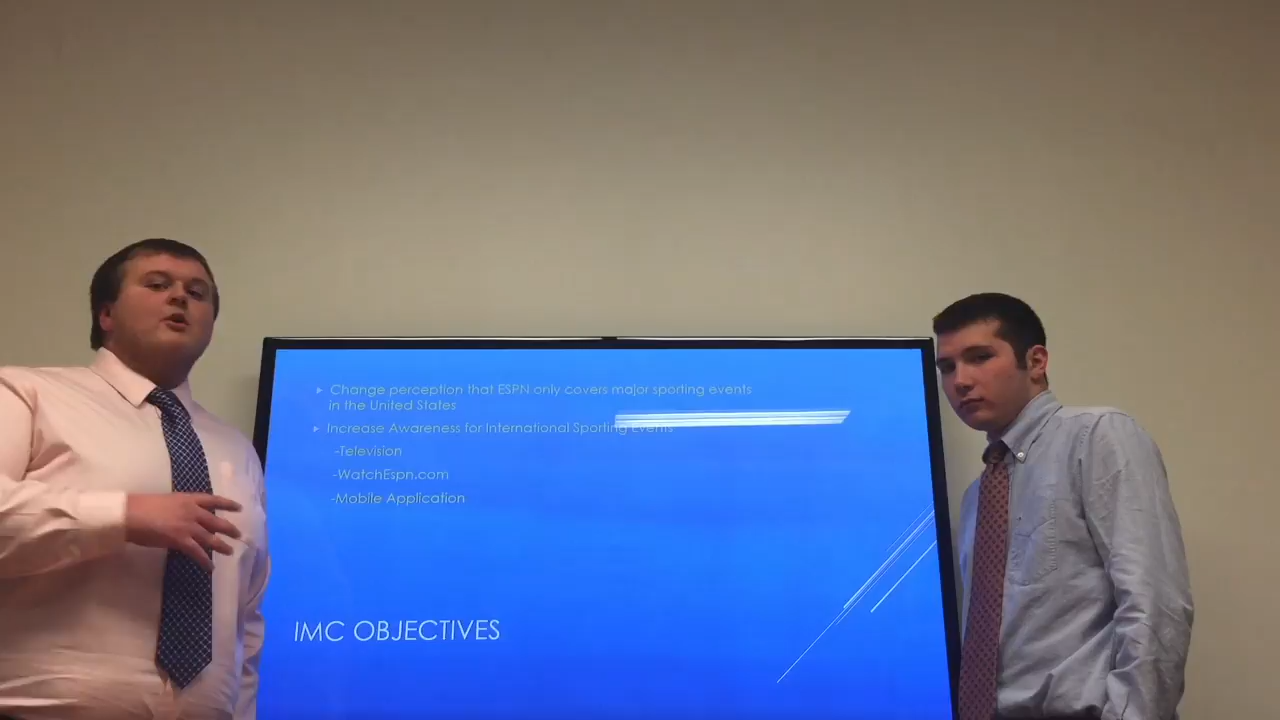 Change perception that ESPN only covers major sporting events
in the United States
Increase Awareness for International Sporting Events
-Television
-WatchEspn.com
-Mobile Application
IMC OBJECTIVES